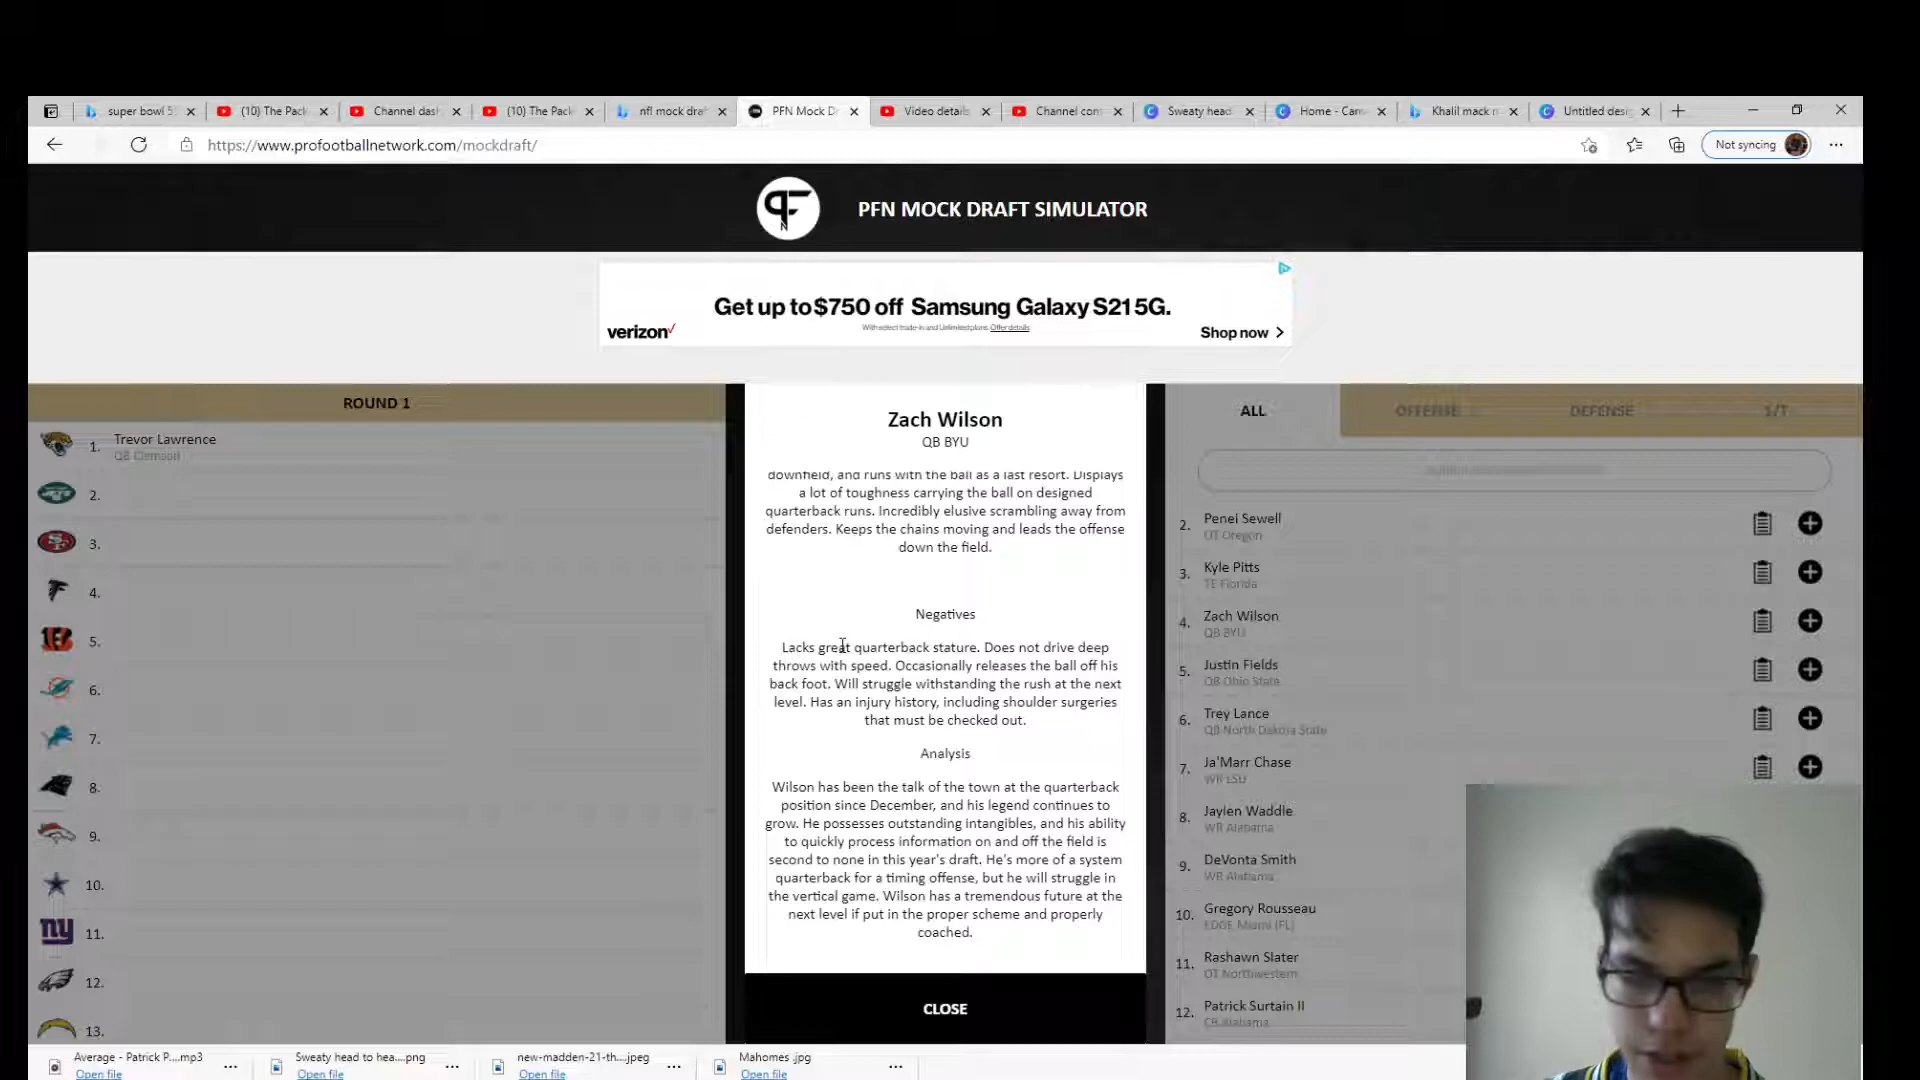 super bowl 5
(10) The Pack
Channel das
(10) The Pack
nfl mock dra
PFN Mock D
Video details
Channel con
Sweaty head
Home - Can
Khalil mack
Untitled desi
https://www.profootballnetwork.com/mockdraft/
Not syncing
PFN MOCK DRAFT SIMULATOR
Get up to $750 off Samsung Galaxy S21 5G.
With select trade-in and Unlimited plans. Offer details
verizon
Shop now >
ROUND 1
1. Trevor Lawrence
QB Clemson
2.
3.
4.
5.
6.
7.
8.
9.
10.
11.
12.
13.
Zach Wilson
QB BYU
downfield, and runs with the ball as a last resort. Displays
a lot of toughness carrying the ball on designed
quarterback runs. Incredibly elusive scrambling away from
defenders. Keeps the chains moving and leads the offense
down the field.
Negatives
Lacks great quarterback stature. Does not drive deep
throws with speed. Occasionally releases the ball off his
back foot. Will struggle withstanding the rush at the next
level. Has an injury history, including shoulder surgeries
that must be checked out.
Analysis
Wilson has been the talk of the town at the quarterback
position since December, and his legend continues to
grow. He possesses outstanding intangibles, and his ability
to quickly process information on and off the field is
second to none in this year's draft. He's more of a system
quarterback for a timing offense, but he will struggle in
the vertical game. Wilson has a tremendous future at the
next level if put in the proper scheme and properly
coached.
CLOSE
ALL OFFENSE DEFENSE S/T
2. Penei Sewell
OT Oregon
3. Kyle Pitts
TE Florida
4. Zach Wilson
QB BYU
5. Justin Fields
QB Ohio State
6. Trey Lance
QB North Dakota State
7. Ja'Marr Chase
WR LSU
8. Jaylen Waddle
WR Alabama
9. DeVonta Smith
WR Alabama
10. Gregory Rousseau
EDGE Miami (FL)
11. Rashawn Slater
OT Northwestern
12. Patrick Surtain II
CB Alabama
Average - Patrick P....mp3
Open file
Sweaty head to hea....png
Open file
new-madden-21-th....jpeg
Open file
Mahomes .jpg
Open file